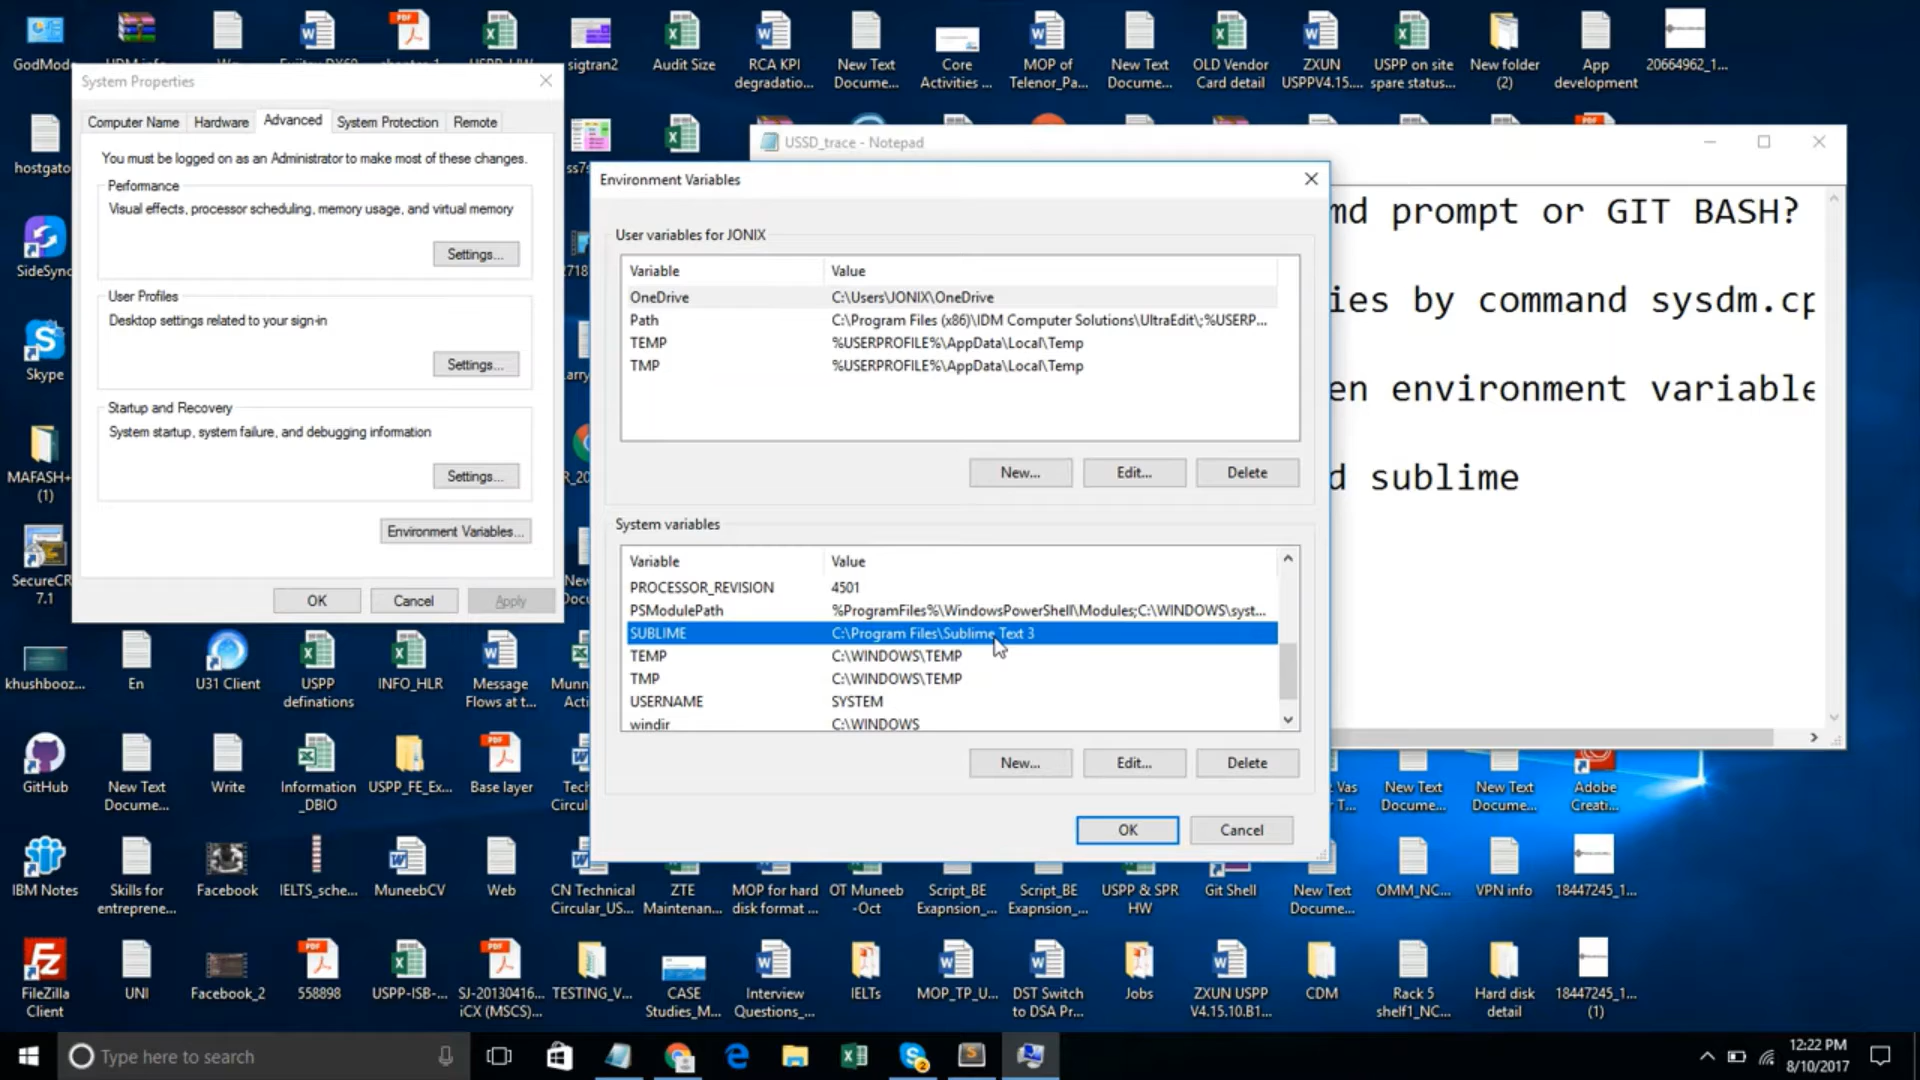 GodMode
sigtran2
Audit Size
RCA KPI
degradatio...
New Text
Docume...
Core
Activities ...
MOP of
Telenor_Pa...
New Text
Docume...
OLD Vendor
Card detail
ZXUN
USPPV4.15....
USPP on site
spare status...
New folder
(2)
App
development
20664962_1...
System Properties
Computer Name
Hardware
Advanced
System Protection
Remote
You must be logged on as an Administrator to make most of these changes.
Performance
Visual effects, processor scheduling, memory usage, and virtual memory
Settings...
User Profiles
Desktop settings related to your sign-in
Settings...
Startup and Recovery
System startup, system failure, and debugging information
Settings...
Environment Variables...
OK
Cancel
Apply
hostgato
SideSync
Skype
MAFASH+
(1)
SecureCR
7.1
USSD_trace - Notepad
md prompt or GIT BASH?
ies by command sysdm.cp
en environment variable
d sublime
Environment Variables
User variables for JONIX
Variable Value
OneDrive C:\Users\JONIX\OneDrive
Path C:\Program Files (x86)\IDM Computer Solutions\UltraEdit\;%USERP...
TEMP %USERPROFILE%\AppData\Local\Temp
TMP %USERPROFILE%\AppData\Local\Temp
New...
Edit...
Delete
System variables
Variable Value
PROCESSOR_REVISION 4501
PSModulePath %ProgramFiles%\WindowsPowerShell\Modules;C:\WINDOWS\syst...
SUBLIME C:\Program Files\Sublime Text 3
TEMP C:\WINDOWS\TEMP
TMP C:\WINDOWS\TEMP
USERNAME SYSTEM
windir C:\WINDOWS
New...
Edit...
Delete
OK
Cancel
khushbooz...
En
U31 Client
USPP
definations
INFO_HLR
Message
Flows at t...
GitHub
New Text
Docume...
Write
Information
_DBIO
USPP_FE_Ex...
Base layer
New Text
Docume...
New Text
Docume...
Adobe
Creati...
IBM Notes
Skills for
entreprene...
Facebook
IELTS_sche...
MuneebCV
Web
CN Technical
Circular_US...
ZTE
Maintenan...
MOP for hard
disk format ...
OT Muneeb
-Oct
Script_BE
Exapnsion_...
Script_BE
Exapnsion_...
USPP & SPR
HW
Git Shell
New Text
Docume...
OMM_NC...
VPN info
18447245_1...
FileZilla
Client
UNI
Facebook_2
558898
USPP-ISB-...
SJ-20130416...
iCX (MSCS)...
TESTING_V...
CASE
Studies_M...
Interview
Questions_...
IELTs
MOP_TP_U...
DST Switch
to DSA Pr...
Jobs
ZXUN USPP
V4.15.10.B1...
CDM
Rack 5
shelf1_NC...
Hard disk
detail
18447245_1...
(1)
Type here to search
12:22 PM
8/10/2017